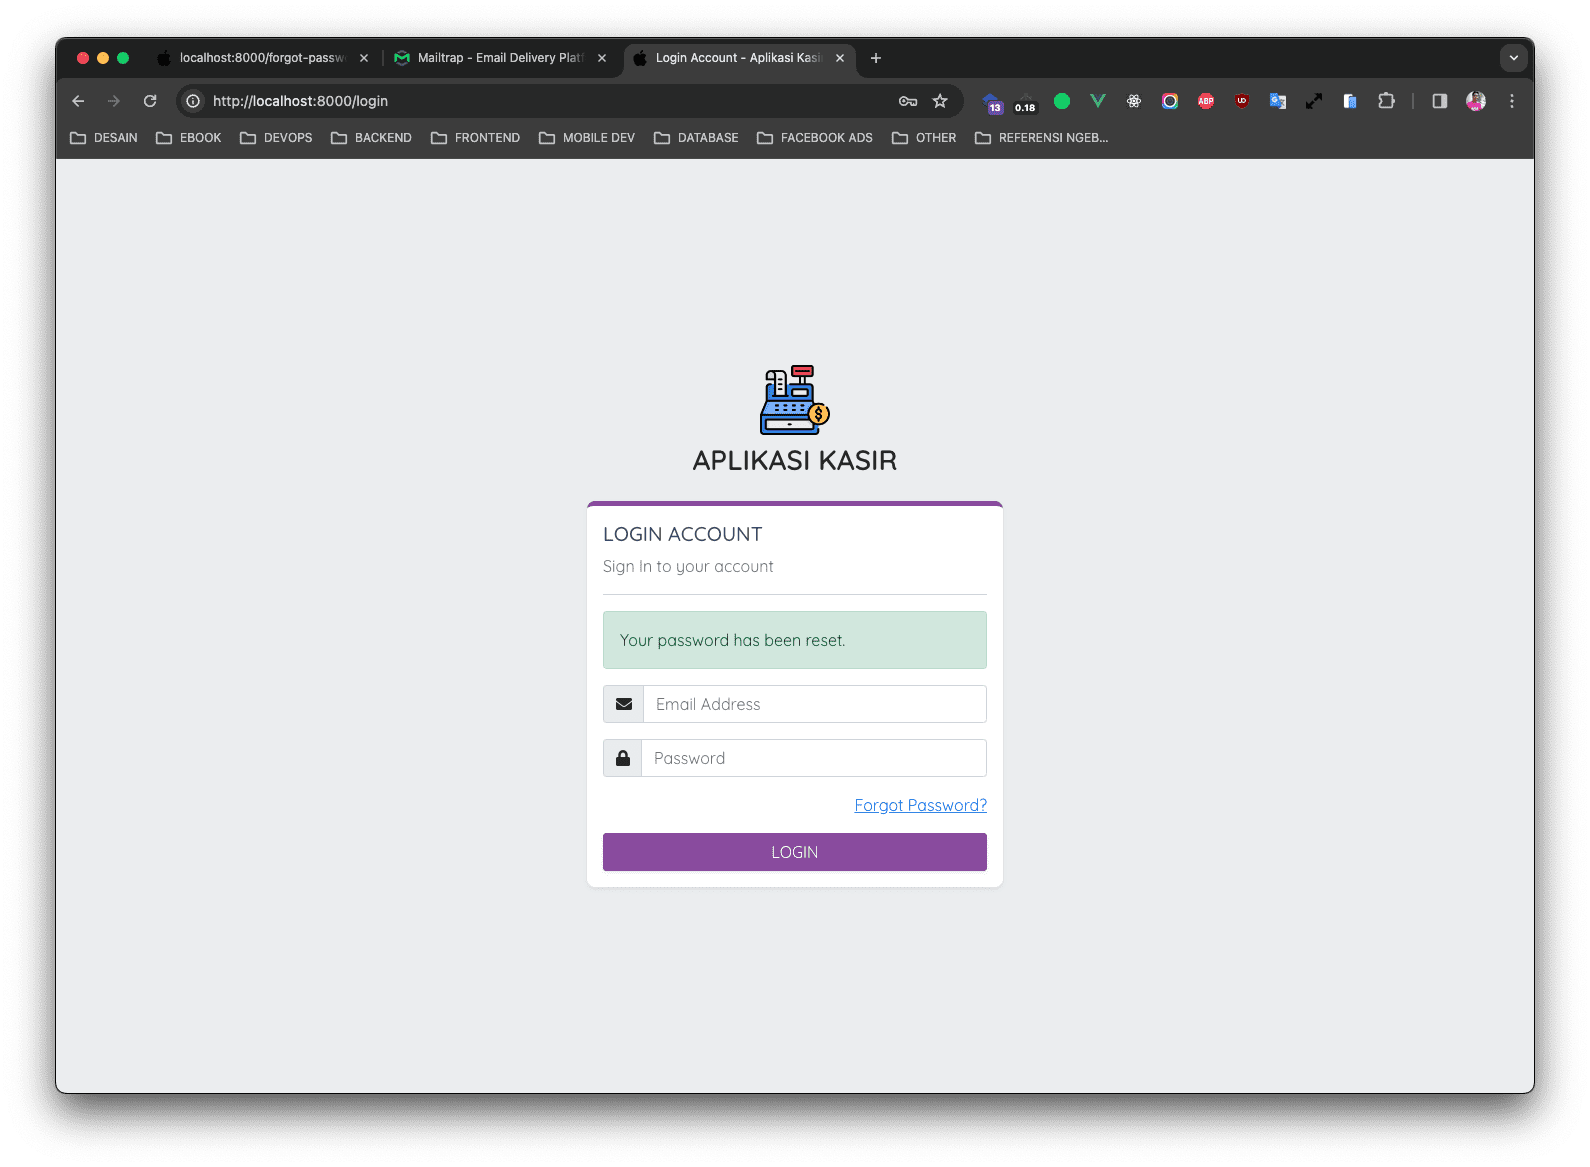 localhost:8000/forgot-passw
Mailtrap - Email Delivery Plat
Login Account - Aplikasi Kasi
http://localhost:8000/login
13
0.18
ABP
DESAIN
EBOOK
DEVOPS
BACKEND
FRONTEND
MOBILE DEV
DATABASE
FACEBOOK ADS
OTHER
REFERENSI NGEB...
APLIKASI KASIR
LOGIN ACCOUNT
Sign In to your account
Your password has been reset.
Email Address
Password
Forgot Password?
LOGIN